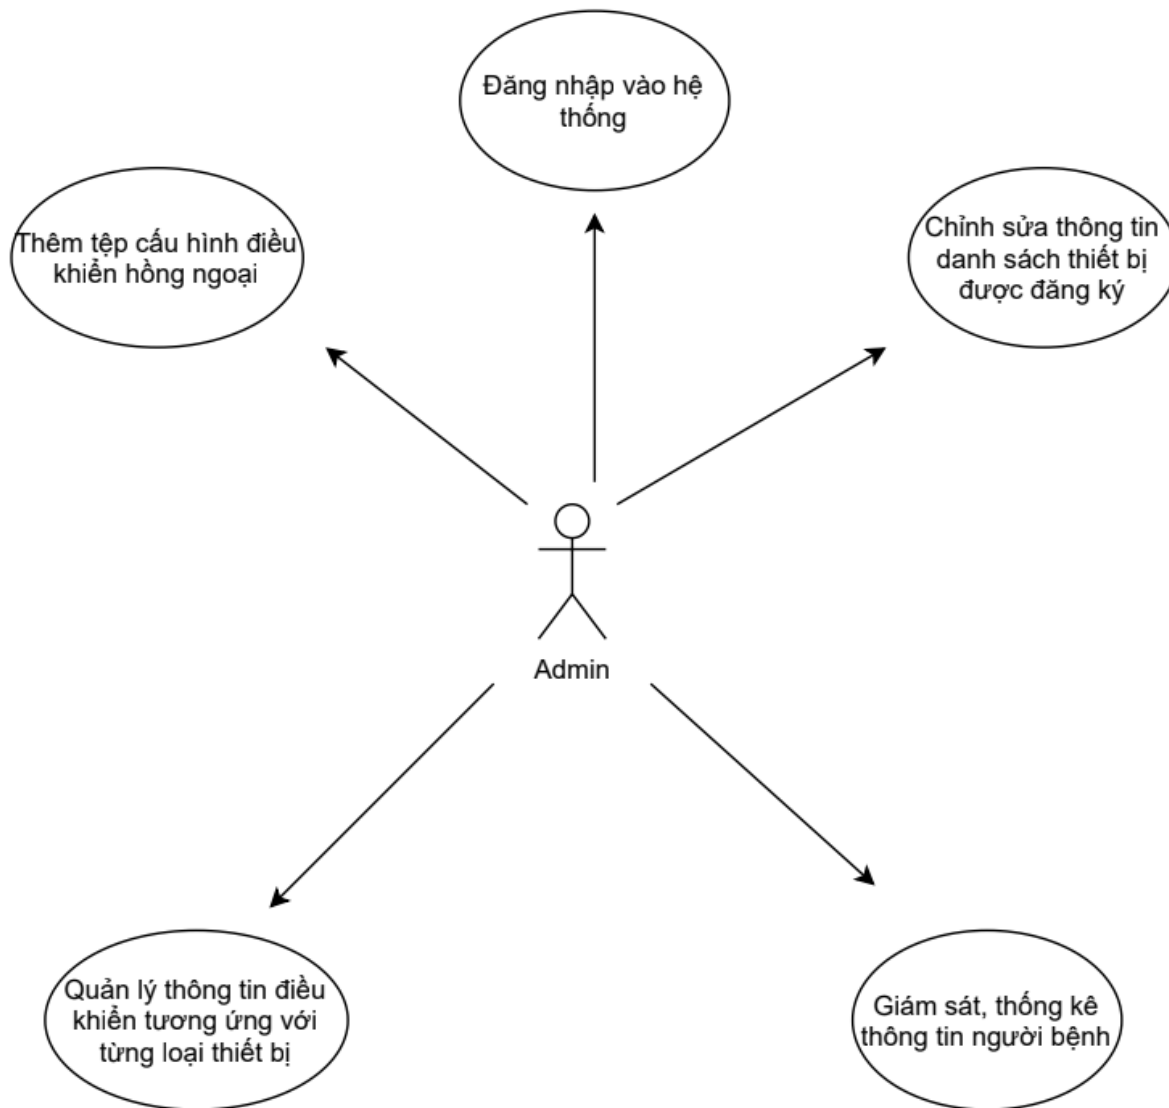 Đăng nhập vào hệ
thống
Thêm tệp cấu hình điều
khiển hồng ngoại
Chỉnh sửa thông tin
danh sách thiết bị
được đăng ký
Admin
Quản lý thông tin điều
khiển tương ứng với
từng loại thiết bị
Giám sát, thống kê
thông tin người bệnh